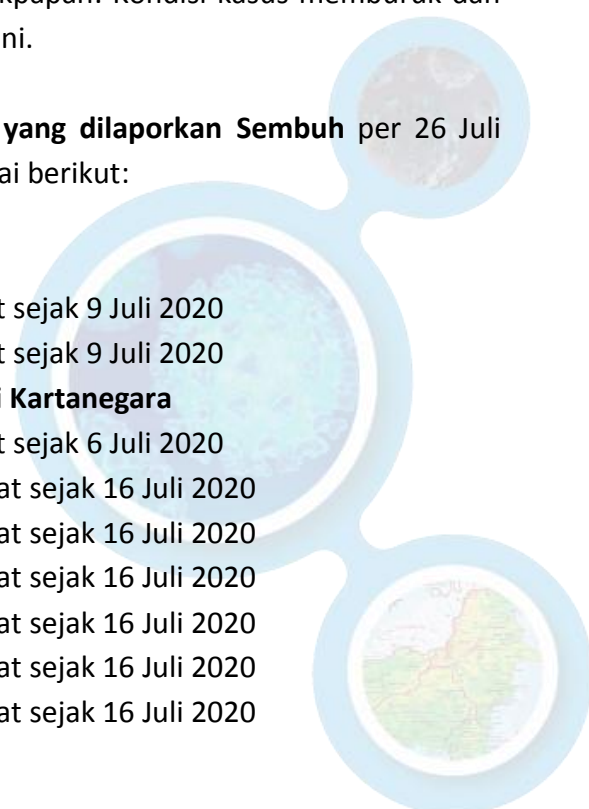 kpapan. Kondisi kasus memburuk dan
ni.
yang dilaporkan Sembuh per 26 Juli
ai berikut:
t sejak 9 Juli 2020
t sejak 9 Juli 2020
i Kartanegara
t sejak 6 Juli 2020
at sejak 16 Juli 2020
at sejak 16 Juli 2020
at sejak 16 Juli 2020
at sejak 16 Juli 2020
at sejak 16 Juli 2020
at sejak 16 Juli 2020